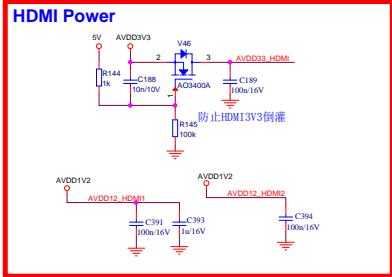 HDMI Power
5V
AVDD3V3
V46
2
3
AVDD33_HDMI
R144
1k
C188
10n/10V
AO3400A
1
C189
100n/16V
防止HDMI3V3倒灌
R145
100k
AVDD1V2
AVDD1V2
AVDD12_HDMI1
AVDD12_HDMI2
C391
100n/16V
C393
1u/16V
C394
100n/16V